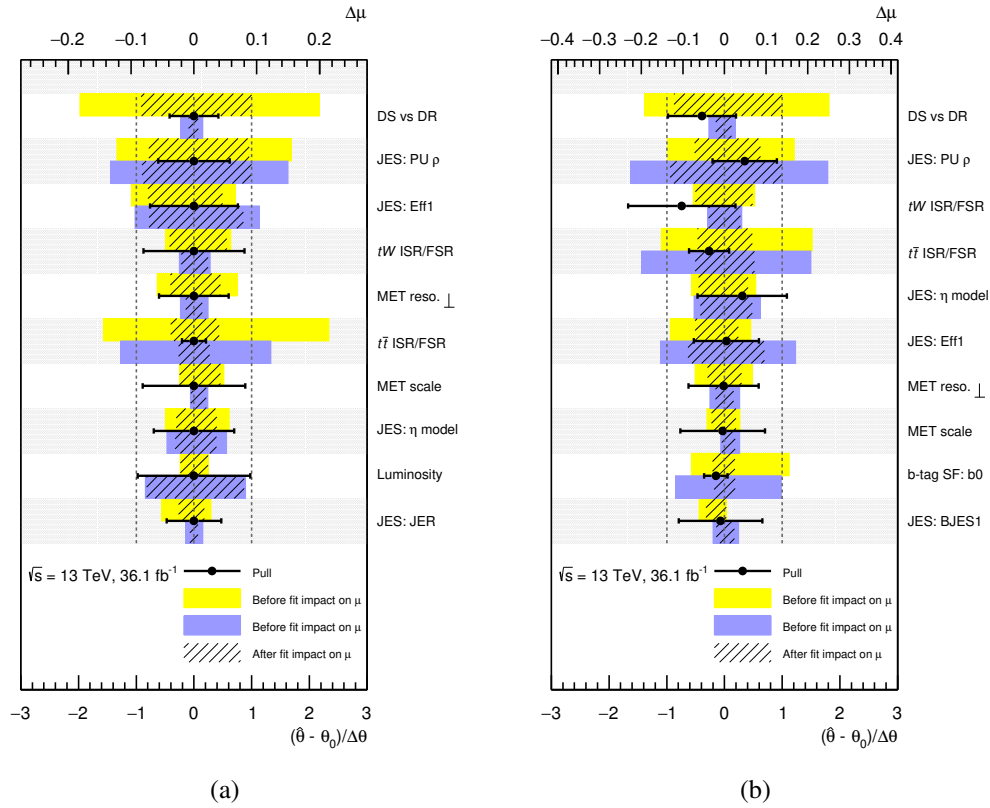 Δμ
−0.2 −0.1 0 0.1 0.2
DS vs DR
JES: PU ρ
JES: Eff1
tW ISR/FSR
MET reso. ⊥
tt̄ ISR/FSR
MET scale
JES: η model
Luminosity
JES: JER
√s = 13 TeV, 36.1 fb⁻¹
Pull
Before fit impact on μ
Before fit impact on μ
After fit impact on μ
−3 −2 −1 0 1 2 3
(θ̂ - θ₀)/Δθ
(a)
Δμ
−0.4 −0.3 −0.2 −0.1 0 0.1 0.2 0.3 0.4
DS vs DR
JES: PU ρ
tW ISR/FSR
tt̄ ISR/FSR
JES: η model
JES: Eff1
MET reso. ⊥
MET scale
b-tag SF: b0
JES: BJES1
√s = 13 TeV, 36.1 fb⁻¹
Pull
Before fit impact on μ
Before fit impact on μ
After fit impact on μ
−3 −2 −1 0 1 2 3
(θ̂ - θ₀)/Δθ
(b)